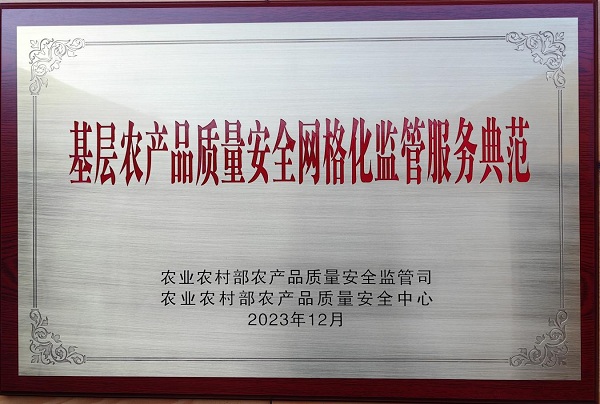 基层农产品质量安全网格化监管服务典范
农业农村部农产品质量安全监管司
农业农村部农产品质量安全中心
2023年12月